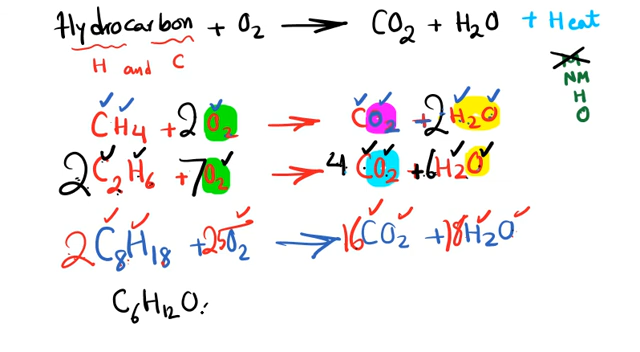 Hydrocarbon + O₂ → CO₂ + H₂O + Heat
H and C
M
NM
H
O
CH₄ + 2O₂ → CO₂ + 2H₂O
2C₂H₆ + 7O₂ → 4CO₂ + 6H₂O
2C₈H₁₈ + 25O₂ → 16CO₂ + 18H₂O
C₆H₁₂O